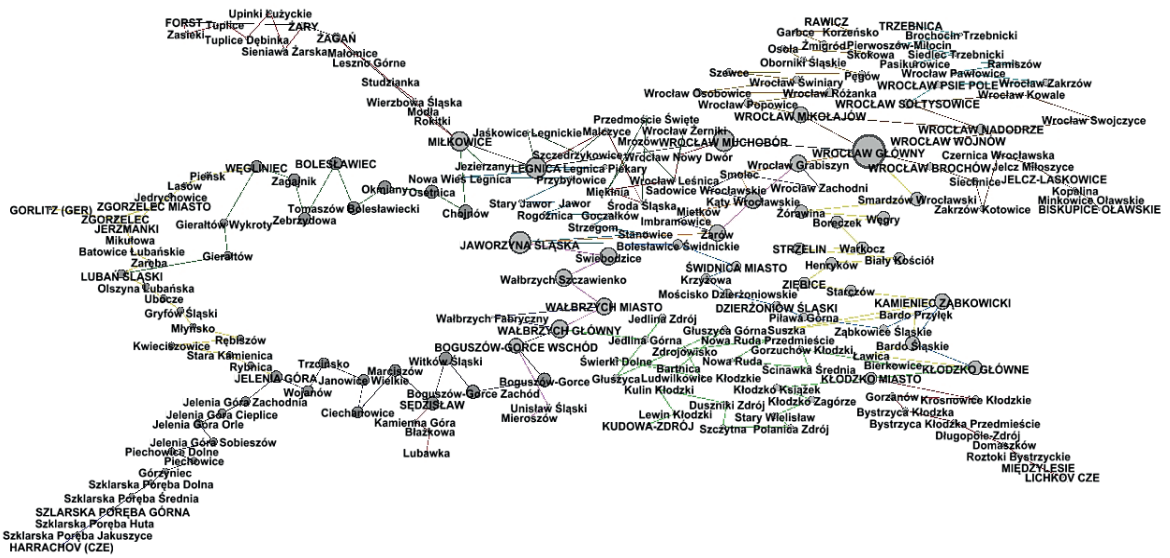 Upinki Łużyckie
FORST
Tuplice
ŻARY
Zasieki
Tuplice Dębinka
ŻAGAŃ
Sieniawa Żarska
Małomice
Leszno Górne
Studzianka
Wierzbowa Śląska
Modła
Rokitki
MIŁKOWICE
RAWICZ
Garbce
Korzeńsko
TRZEBNICA
Brochocin Trzebnicki
Osola
Żmigród
Pierwoszów-Miłocin
Skokowa
Siedlec Trzebnicki
Oborniki Śląskie
Pasikurowice
Ramiszów
Szewce
Pęgów
Wrocław Pawłowice
Wrocław Świniary
WROCŁAW PSIE POLE
Wrocław Zakrzów
Wrocław Osobowice
Wrocław Różanka
Wrocław Kowale
Wrocław Popowice
WROCŁAW SOŁTYSOWICE
WROCŁAW MIKOŁAJÓW
Wrocław Swojczyce
Przedmoście Święte
Jaśkowice Legnickie
Malczyce
Wrocław Żerniki
WROCŁAW NADODRZE
Mrozów
WROCŁAW MUCHOBÓR
WROCŁAW WOJNÓW
Szczedrzykowice
Wrocław Nowy Dwór
WROCŁAW GŁÓWNY
Czernica Wrocławska
Jezierzany
LEGNICA
Legnica Piekary
Wrocław Grabiszyn
WROCŁAW BROCHÓW
Jelcz Miłoszyce
Nowa Wieś Legnica
Przybyłowice
Wrocław Leśnica
Smolec
Siechnice
JELCZ-LASKOWICE
Miękinia
Sadowice Wrocławskie
Wrocław Zachodni
Kopalina
Stary Jawor
Jawor
Środa Śląska
Kąty Wrocławskie
Smardzów Wrocławski
Minkowice Oławskie
Rogoźnica
Goczałków
Mietków
Żórawina
Zakrzów Kotowice
BISKUPICE OŁAWSKIE
Imbramowice
Boreczek
Węgry
Strzegom
Stanowice
Żarów
JAWORZYNA ŚLĄSKA
Bolesławice Świdnickie
STRZELIN
Warkocz
Świebodzice
Biały Kościół
Henryków
WĘGLINIEC
BOLESŁAWIEC
Pieńsk
Zagajnik
Okmiany
Osetnica
Lasów
Jedrychowice
Tomaszów Bolesławiecki
Chojnów
GORLITZ (GER)
ZGORZELEC MIASTO
Zebrzydowa
ZGORZELEC
Gierałtów Wykroty
JERZMANKI
Mikułowa
Batowice Lubańskie
Gierałtów
Zaręba
LUBAŃ ŚLĄSKI
Olszyna Lubańska
Ubocze
Gryfów Śląski
Młyńsko
Rębiszów
Kwieciszowice
Stara Kamienica
Rybnica
Wałbrzych Szczawienko
ŚWIDNICA MIASTO
Krzyżowa
ZIĘBICE
Starczów
Mościsko Dzierżoniowskie
WAŁBRZYCH MIASTO
DZIERŻONIÓW ŚLĄSKI
KAMIENIEC ZĄBKOWICKI
Wałbrzych Fabryczny
Jedlina Zdrój
Piława Górna
Bardo Przyłęk
WAŁBRZYCH GŁÓWNY
Głuszyca Górna
Suszka
Ząbkowice Śląskie
Jedlina Górna
Nowa Ruda Przedmieście
Bardo Śląskie
BOGUSZÓW-GORCE WSCHÓD
Zdrojowisko
Gorzuchów Kłodzki
Ławica
Świerki Dolne
Nowa Ruda
Bierkowice
Bartnica
Ścinawka Średnia
KŁODZKO GŁÓWNE
Głuszyca
Ludwikowice Kłodzkie
KŁODZKO MIASTO
Kulin Kłodzki
Kłodzko Książek
Gorzanów
Krosnowice Kłodzkie
Duszniki Zdrój
Kłodzko Zagórze
Lewin Kłodzki
Bystrzyca Kłodzka
Stary Wielisław
Bystrzyca Kłodzka Przedmieście
KUDOWA-ZDRÓJ
Szczytna
Polanica Zdrój
Długopole-Zdrój
Domaszków
Roztoki Bystrzyckie
MIĘDZYLESIE
LICHKOV CZE
Trzcińsko
Marciszów
Witków Śląski
JELENIA GÓRA
Janowice Wielkie
Boguszów-Gorce
Wojanów
Boguszów-Gorce Zachód
Jelenia Góra Zachodnia
SĘDZISŁAW
Unisław Śląski
Jelenia Góra Cieplice
Ciechanowice
Mieroszów
Jelenia Góra Orle
Kamienna Góra
Błażkowa
Jelenia Góra Sobieszów
Piechowice Dolne
Lubawka
Piechowice
Górzyniec
Szklarska Poręba Dolna
Szklarska Poręba Średnia
SZLARSKA PORĘBA GÓRNA
Szklarska Poręba Huta
Szklarska Poręba Jakuszyce
HARRACHOV (CZE)